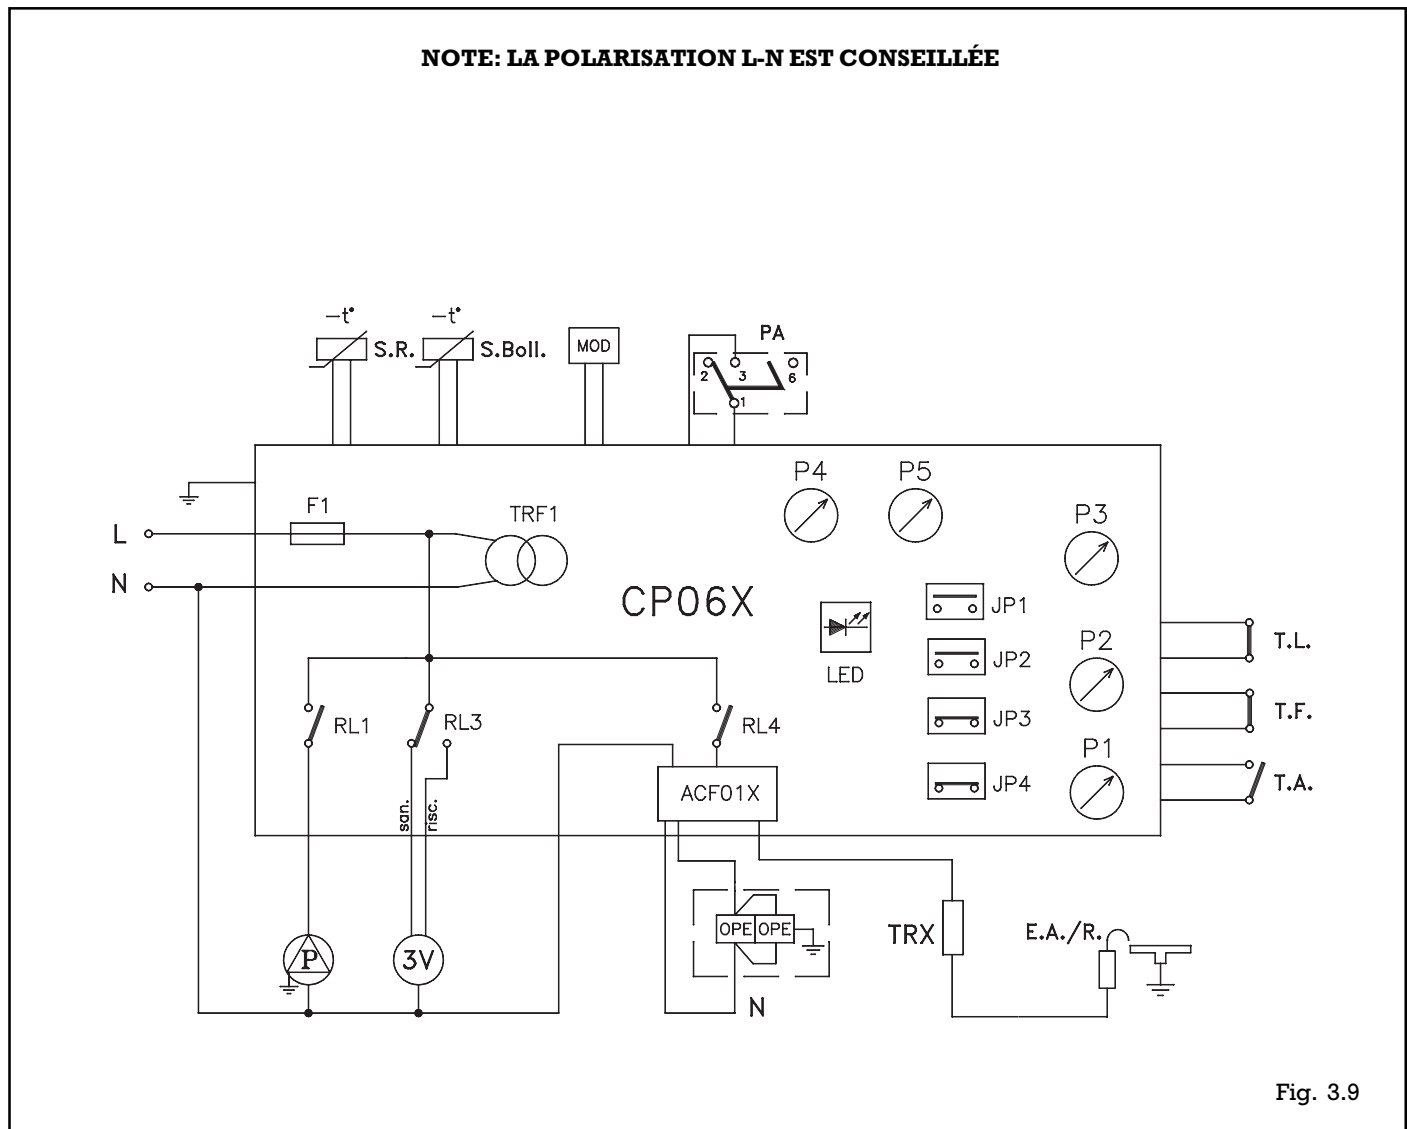 NOTE: LA POLARISATION L-N EST CONSEILLÉE
-t° -t°
S.R. S.Boll. MOD PA
2 3 6
1
P4 P5
F1 TRF1 P3
L
N
CP06X
JP1
LED JP2 P2 T.L.
RL1 RL3 RL4 JP3 T.F.
P1
ACF01X JP4 T.A.
san. risc.
OPE OPE TRX E.A./R.
P 3V
N
Fig. 3.9